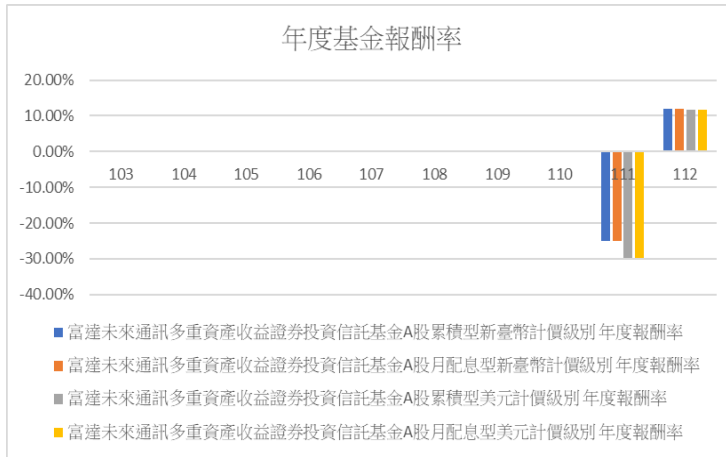 年度基金報酬率
20.00%
10.00%
0.00%
103 104 105 106 107 108 109 110 111 112
-10.00%
-20.00%
-30.00%
-40.00%
富達未來通訊多重資產收益證券投資信託基金A股累積型新臺幣計價級別 年度報酬率
富達未來通訊多重資產收益證券投資信託基金A股月配息型新臺幣計價級別 年度報酬率
富達未來通訊多重資產收益證券投資信託基金A股累積型美元計價級別 年度報酬率
富達未來通訊多重資產收益證券投資信託基金A股月配息型美元計價級別 年度報酬率